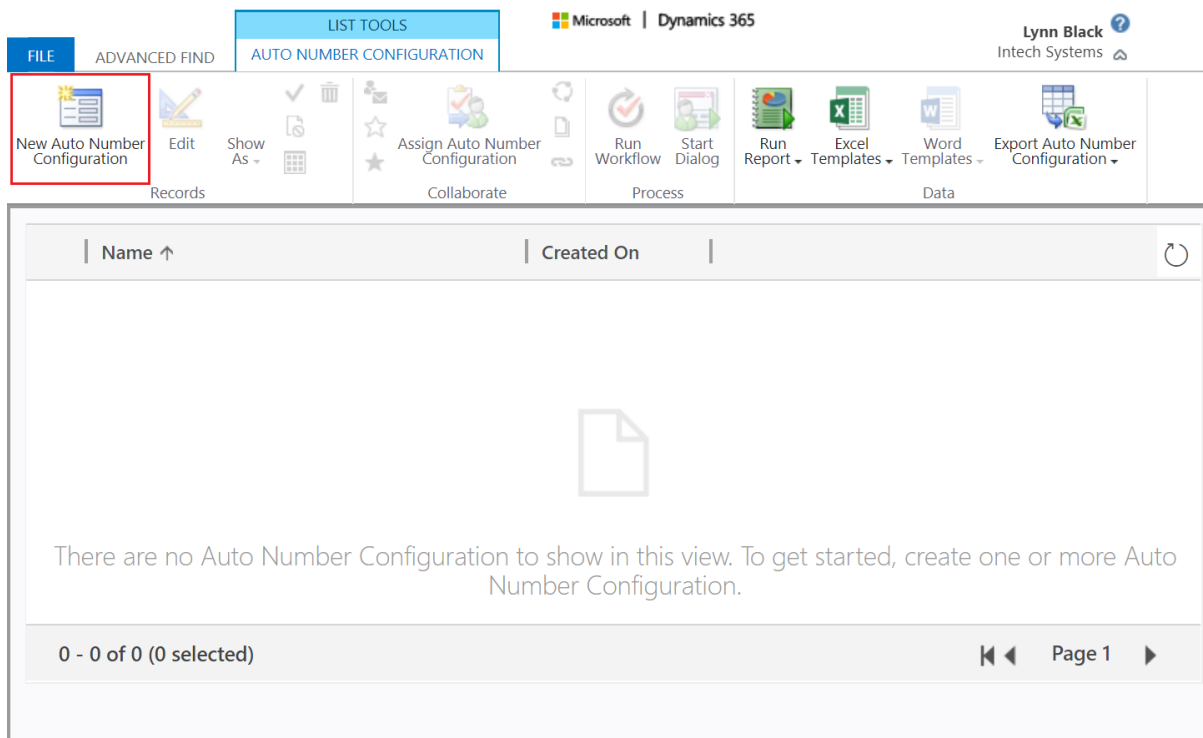 LIST TOOLS
Microsoft | Dynamics 365
Lynn Black
Intech Systems
FILE
ADVANCED FIND
AUTO NUMBER CONFIGURATION
New Auto Number
Configuration
Edit
Show
As
Assign Auto Number
Configuration
Run
Workflow
Start
Dialog
Run
Report
Excel
Templates
Word
Templates
Export Auto Number
Configuration
Records
Collaborate
Process
Data
Name
Created On
There are no Auto Number Configuration to show in this view. To get started, create one or more Auto
Number Configuration.
0 - 0 of 0 (0 selected)
Page 1